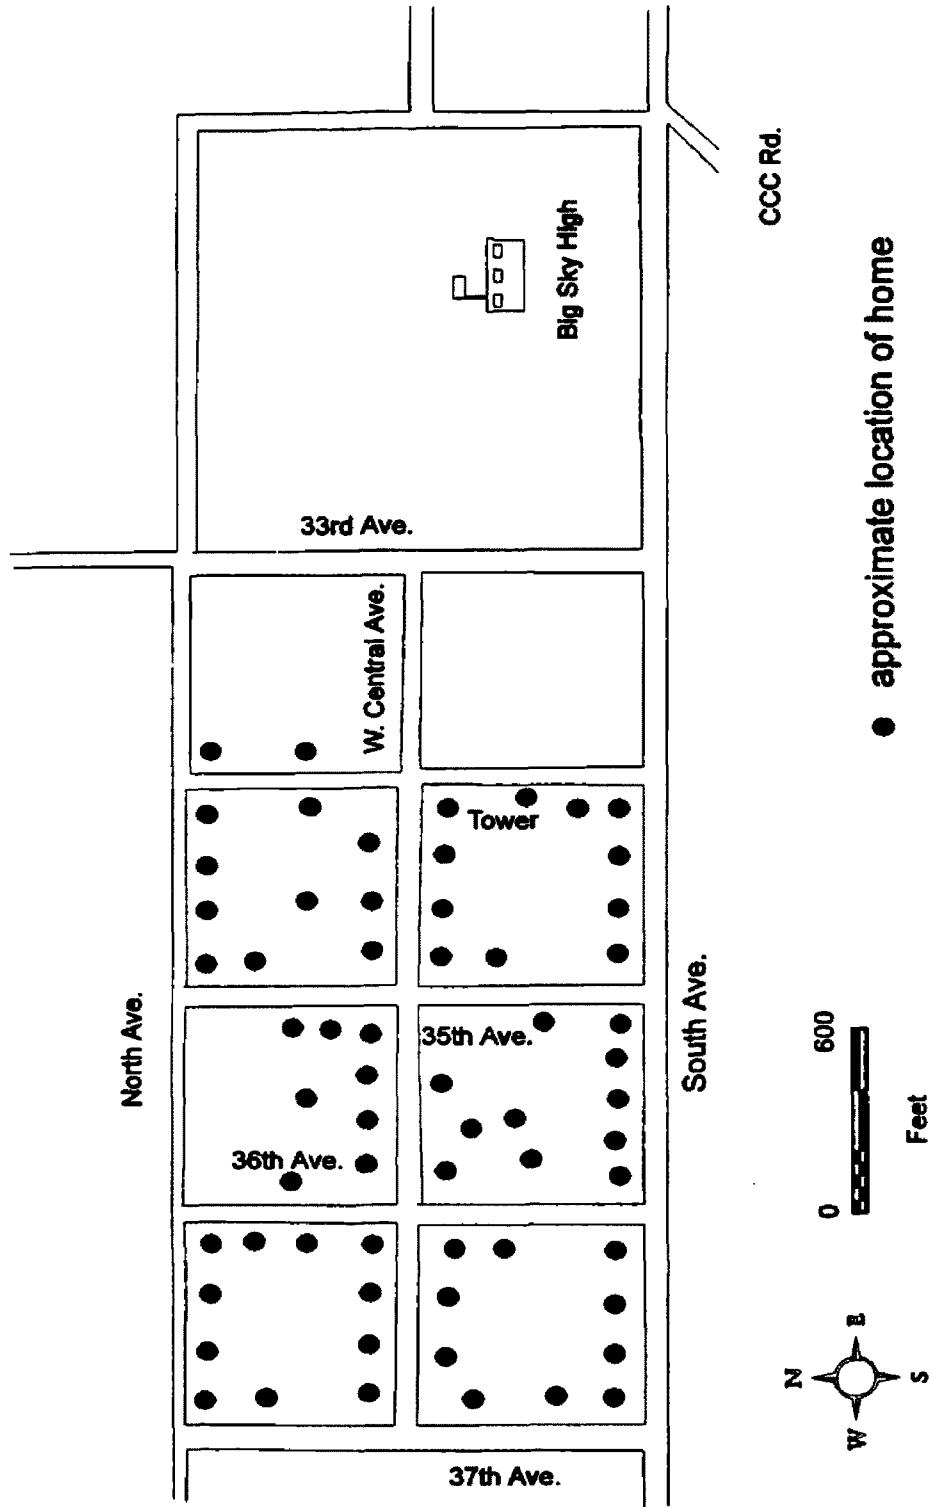 CCC Rd.
Big Sky High
33rd Ave.
W. Central Ave.
Tower
North Ave.
35th Ave.
South Ave.
36th Ave.
37th Ave.
approximate location of home
0
600
Feet
N
E
W
S